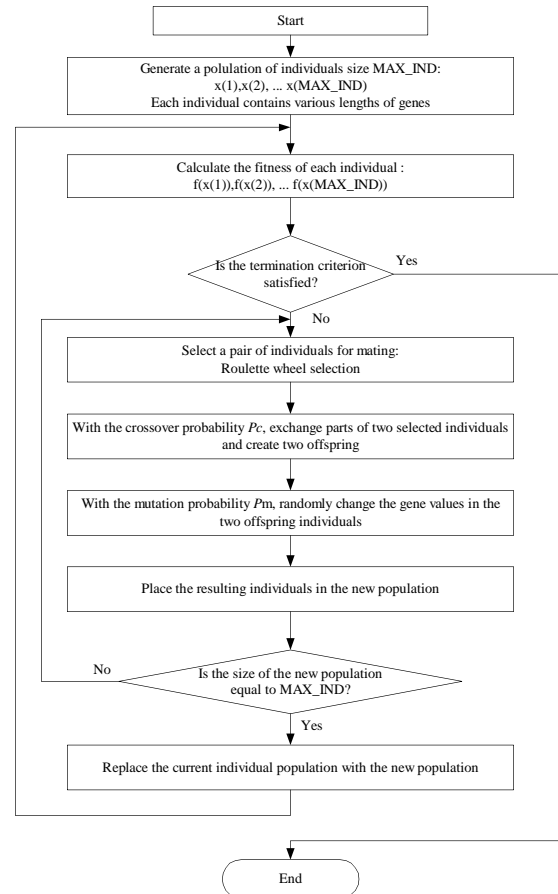 Start
Generate a polulation of individuals size MAX_IND:
x(1),x(2), ... x(MAX_IND)
Each individual contains various lengths of genes
Calculate the fitness of each individual :
f(x(1)),f(x(2)), ... f(x(MAX_IND))
Is the termination criterion
satisfied?
Yes
No
Select a pair of individuals for mating:
Roulette wheel selection
With the crossover probability Pc, exchange parts of two selected individuals
and create two offspring
With the mutation probability Pm, randomly change the gene values in the
two offspring individuals
Place the resulting individuals in the new population
No
Is the size of the new population
equal to MAX_IND?
Yes
Replace the current individual population with the new population
End